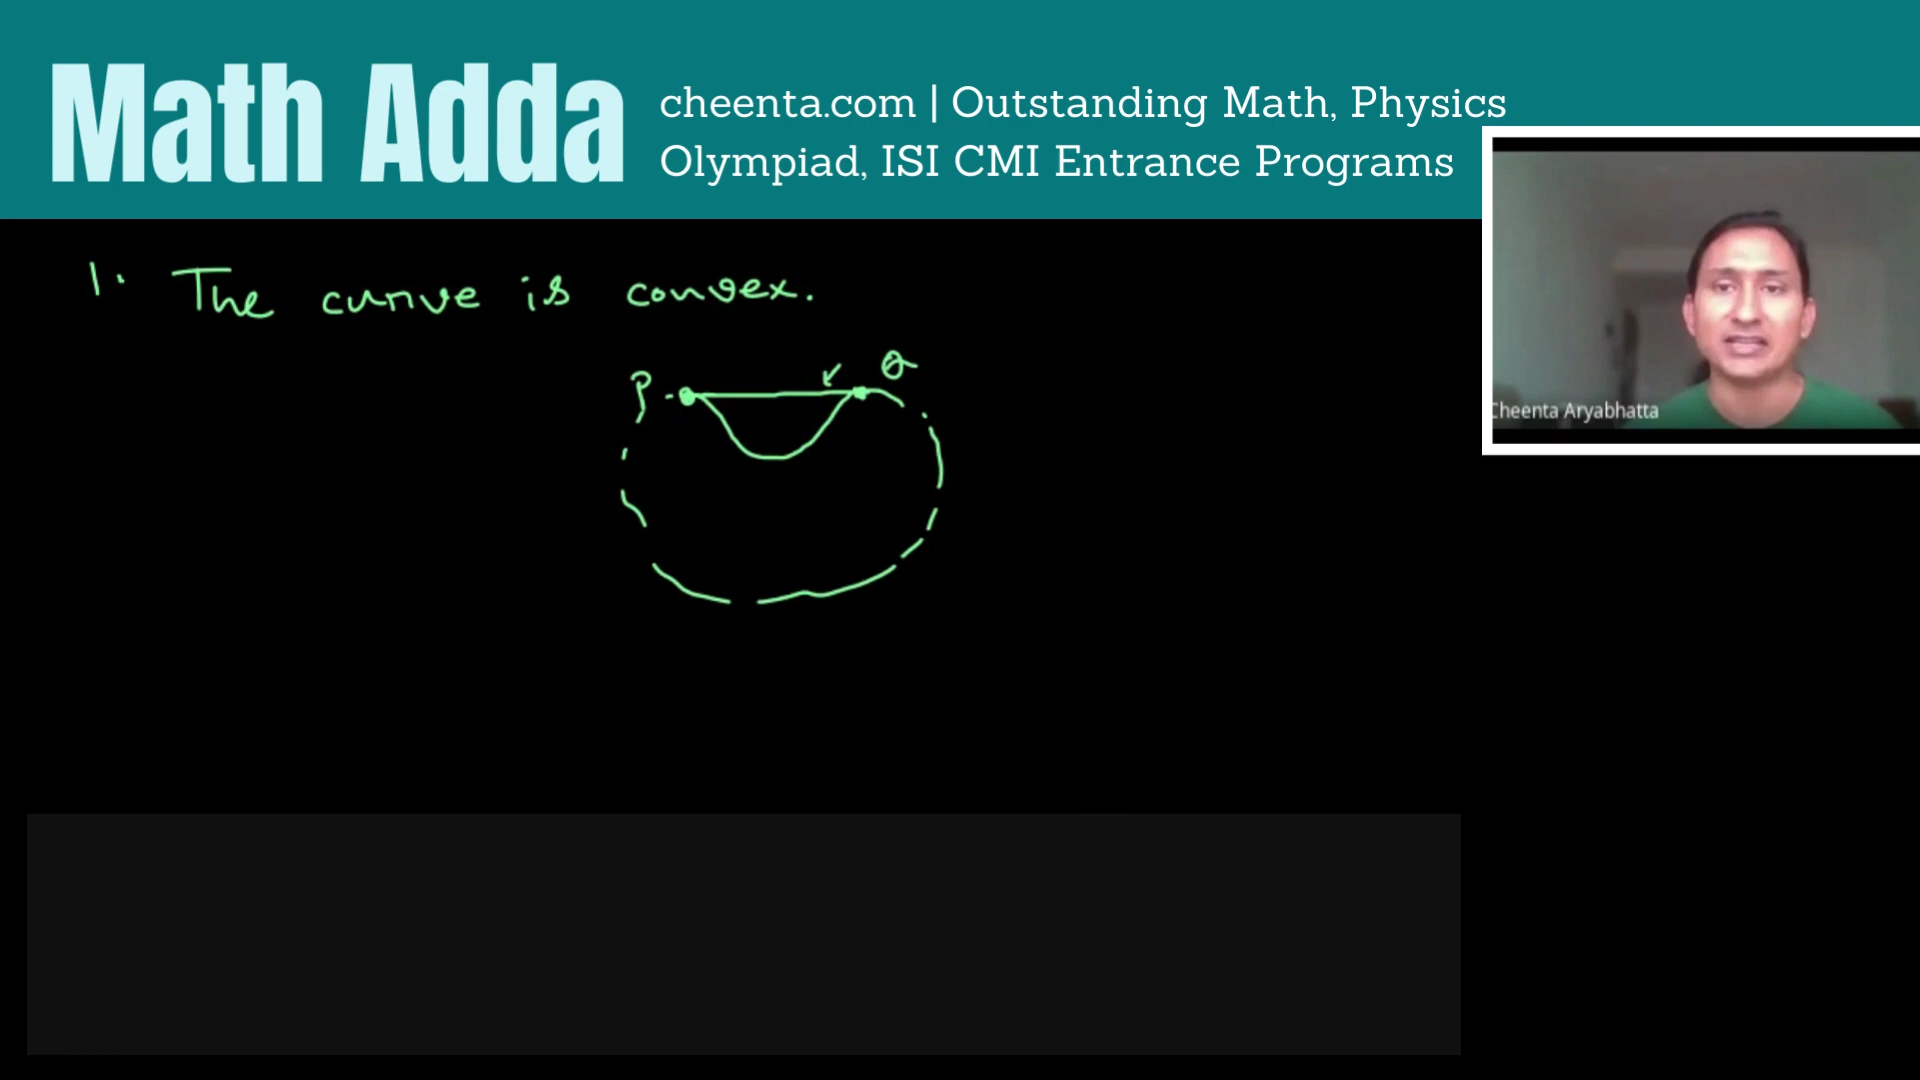 Math Adda
cheenta.com | Outstanding Math, Physics
Olympiad, ISI CMI Entrance Programs
Cheenta Aryabhatta
1. The curve is convex.
P
Q